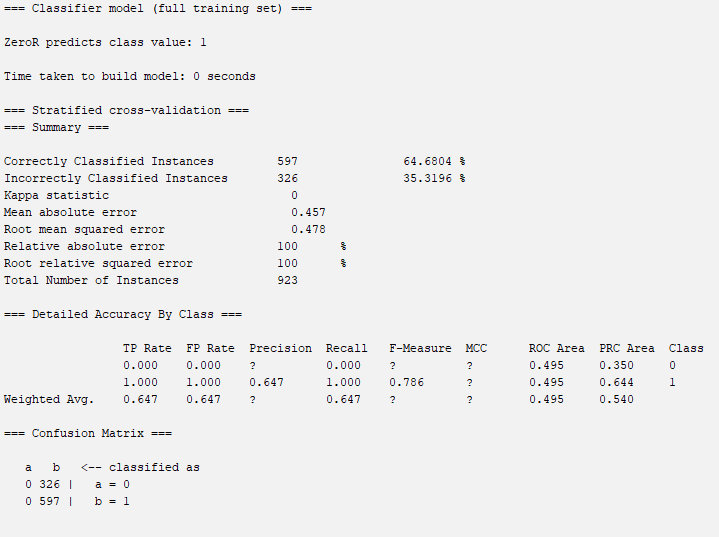 === Classifier model (full training set) ===
ZeroR predicts class value: 1
Time taken to build model: 0 seconds
=== Stratified cross-validation ===
=== Summary ===
Correctly Classified Instances         597               64.6804 %
Incorrectly Classified Instances       326               35.3196 %
Kappa statistic                          0
Mean absolute error                      0.457
Root mean squared error                  0.478
Relative absolute error                100      %
Root relative squared error            100      %
Total Number of Instances              923
=== Detailed Accuracy By Class ===
                 TP Rate  FP Rate  Precision  Recall   F-Measure  MCC      ROC Area  PRC Area  Class
                 0.000    0.000    ?          0.000    ?          ?        0.495     0.350     0
                 1.000    1.000    0.647      1.000    0.786      ?        0.495     0.644     1
Weighted Avg.    0.647    0.647    ?          0.647    ?          ?        0.495     0.540
=== Confusion Matrix ===
   a   b   <-- classified as
   0 326 |   a = 0
   0 597 |   b = 1